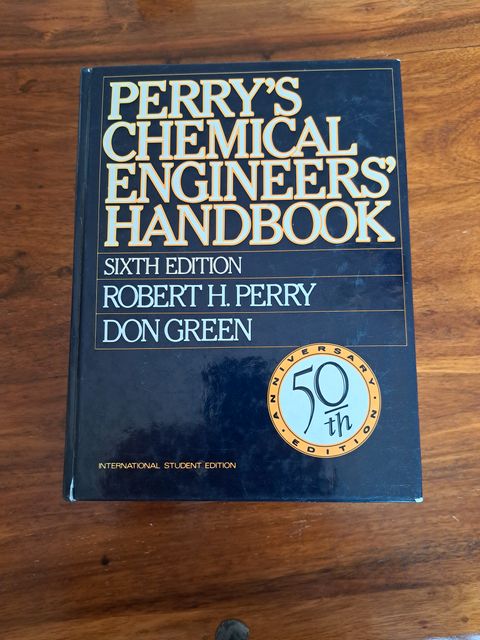 PERRY'S
CHEMICAL
ENGINEERS'
HANDBOOK
SIXTH EDITION
ROBERT H. PERRY
DON GREEN
ANNIVERSARY
50th
EDITION
INTERNATIONAL STUDENT EDITION